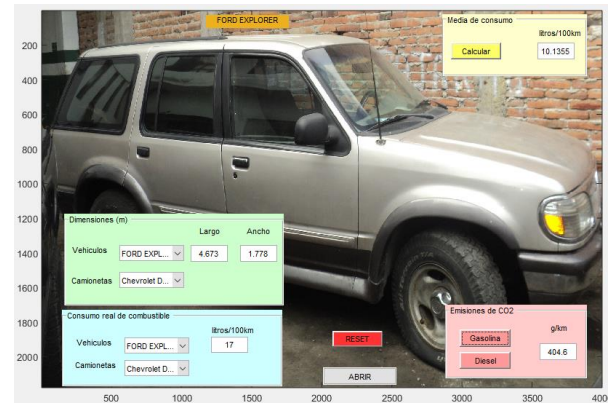 FORD EXPLORER
Media de consumo
litros/100km
Calcular
10.1355
200
400
600
800
1000
1200
1400
1600
1800
2000
Dimensiones (m)
Largo Ancho
Vehiculos FORD EXPL... 4.673 1.778
Camionetas Chevrolet D...
Consumo real de combustible
litros/100km
Vehiculos FORD EXPL... 17
Camionetas Chevrolet D...
RESET
ABRIR
Emisiones de CO2
g/km
Gasolina
404.6
Diesel
500 1000 1500 2000 2500 3000 3500 400